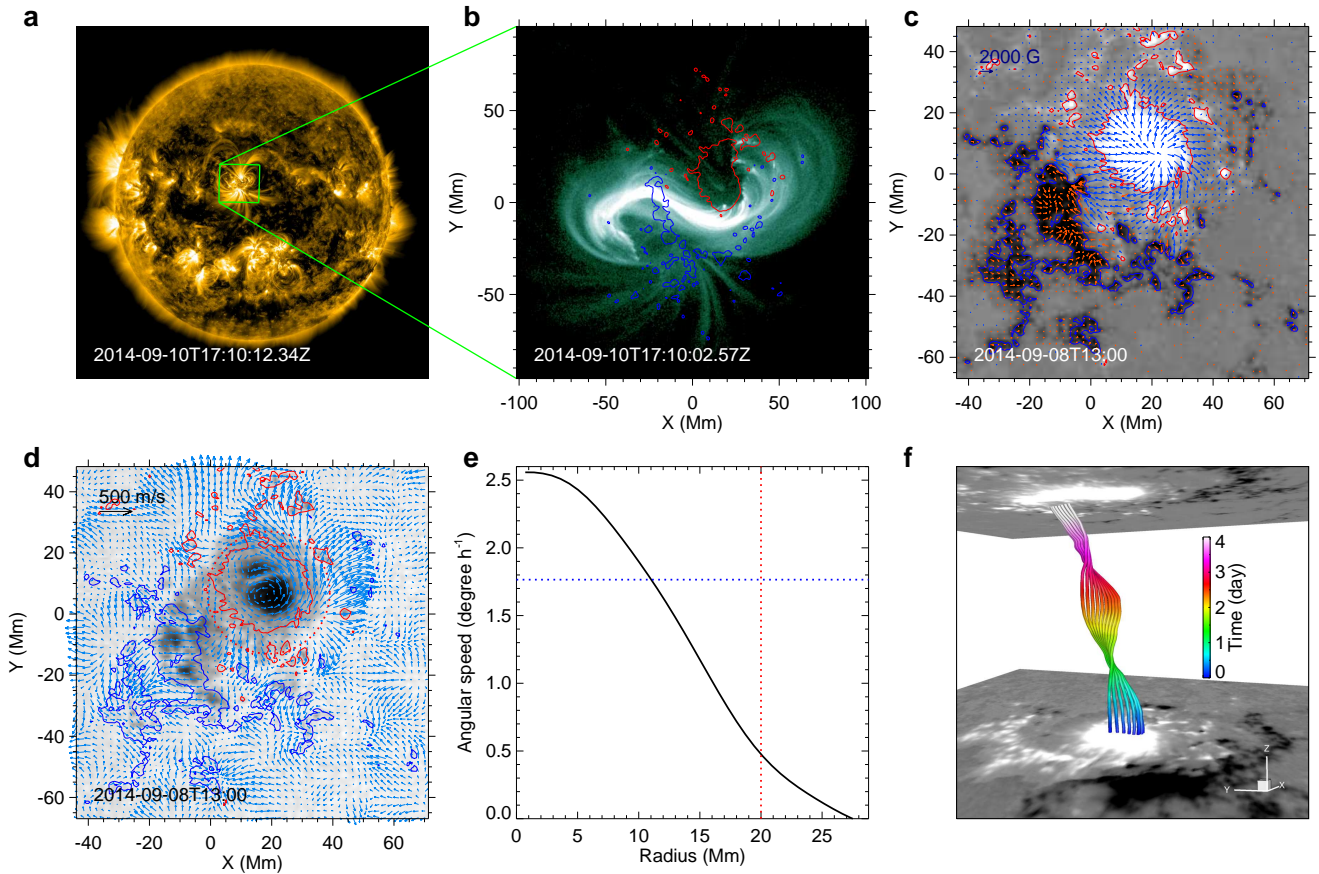 a
2014-09-10T17:10:12.34Z
b
Y (Mm)
50
0
-50
2014-09-10T17:10:02.57Z
-100 -50 0 50 100
X (Mm)
c
2000 G
Y (Mm)
40
20
0
-20
-40
-60
2014-09-08T13:00
-40 -20 0 20 40 60
X (Mm)
d
500 m/s
Y (Mm)
40
20
0
-20
-40
-60
2014-09-08T13:00
-40 -20 0 20 40 60
X (Mm)
e
Angular speed (degree h⁻¹)
2.5
2.0
1.5
1.0
0.5
0.0
0 5 10 15 20 25
Radius (Mm)
f
4
3
2
1
0
Time (day)
Z
Y X